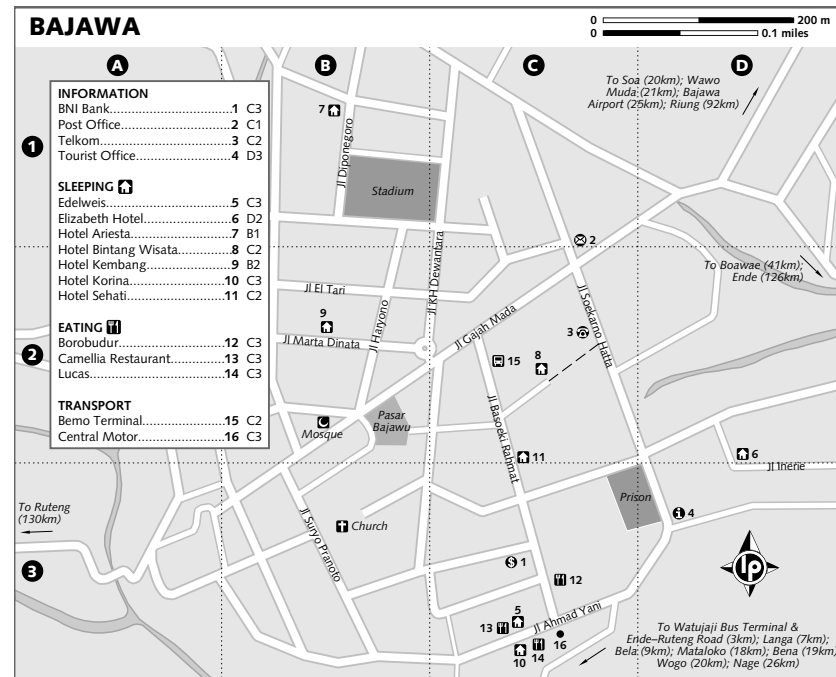 BAJAWA
0 200 m
0 0.1 miles
A B C D
1
2
3
INFORMATION
BNI Bank..............................1 C3
Post Office............................2 C1
Telkom..................................3 C2
Tourist Office........................4 D3
SLEEPING
Edelweis................................5 C3
Elizabeth Hotel......................6 D2
Hotel Ariesta..........................7 B1
Hotel Bintang Wisata..............8 C2
Hotel Kembang......................9 B2
Hotel Korina.........................10 C3
Hotel Sehati.........................11 C2
EATING
Borobudur............................12 C3
Camellia Restaurant..............13 C3
Lucas...................................14 C3
TRANSPORT
Bemo Terminal.....................15 C2
Central Motor.......................16 C3
To Soa (20km); Wawo
Muda (21km); Bajawa
Airport (25km); Riung (92km)
7
Jl Diponegoro
Stadium
2
To Boawae (41km);
Ende (126km)
Jl El Tari
Jl KH Dewantara
Jl Soekarno Hatta
Jl Haryono
Jl Gajah Mada
9
Jl Marta Dinata
3
15
8
Jl Basoeki Rahmat
Pasar
Bajawu
Mosque
11
6
Jl Inerie
To Ruteng
(130km)
Prison
4
Jl Suryo Pranoto
Church
1
12
lp
5
13
Jl Ahmad Yani
16
14
10
To Watujaji Bus Terminal &
Ende–Ruteng Road (3km); Langa (7km);
Bela (9km); Mataloko (18km); Bena (19km);
Wogo (20km); Nage (26km)